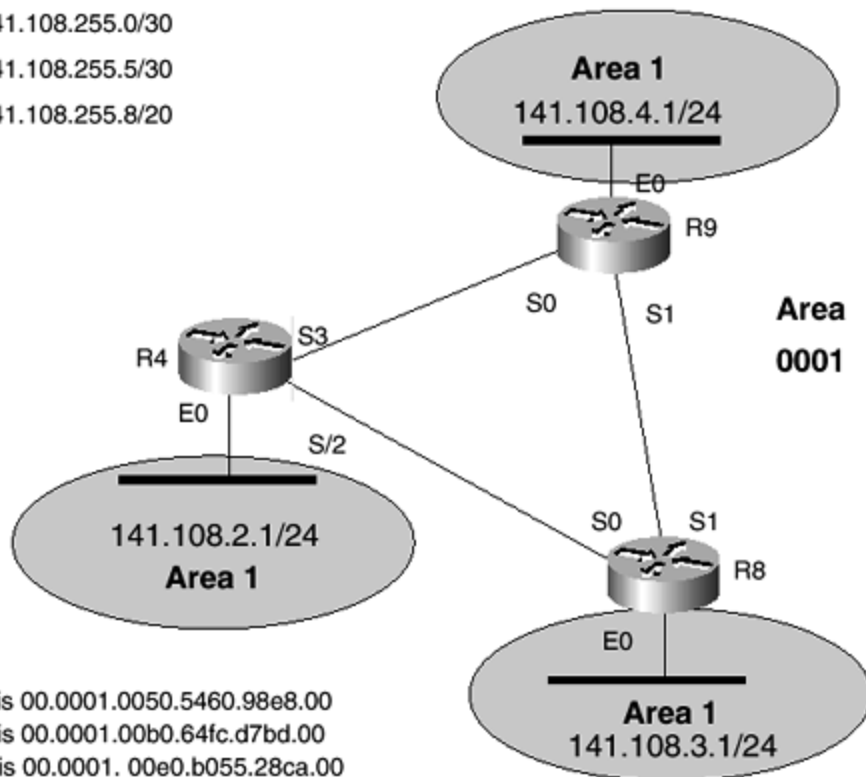 41.108.255.0/30
41.108.255.5/30
41.108.255.8/20
Area 1
141.108.4.1/24
E0
R9
S0
S1
Area
0001
R4
S3
E0
S/2
141.108.2.1/24
Area 1
S0
S1
R8
E0
Area 1
141.108.3.1/24
is 00.0001.0050.5460.98e8.00
is 00.0001.00b0.64fc.d7bd.00
is 00.0001. 00e0.b055.28ca.00